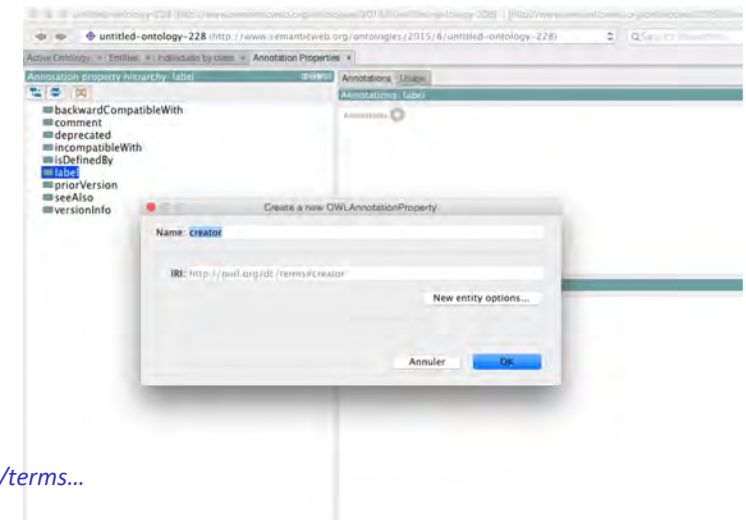 untitled-ontology-228 (http://www.semanticweb.org/ontologies/2015/6/untitled-ontology-228)
Active Ontology × Entities × Individuals by class × Annotation Properties ×
Annotation property hierarchy: label
Annotations Usage
Annotations: label
Annotations
backwardCompatibleWith
comment
deprecated
incompatibleWith
isDefinedBy
label
priorVersion
seeAlso
versionInfo
Create a new OWLAnnotationProperty
Name: creator
IRI: http://purl.org/dc/terms#creator
New entity options...
Annuler
OK
/terms…